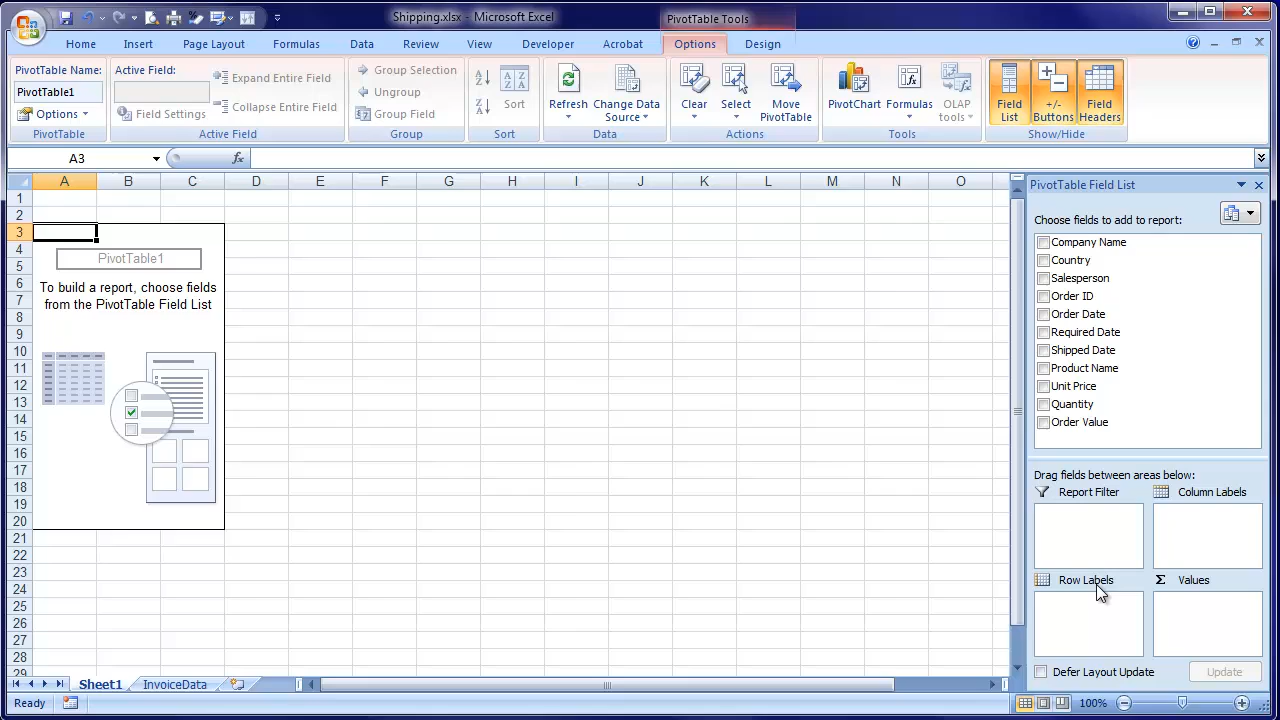 Shipping.xlsx - Microsoft Excel
PivotTable Tools
Home Insert Page Layout Formulas Data Review View Developer Acrobat Options Design
PivotTable Name:
PivotTable1
Options
PivotTable
Active Field:
Field Settings
Expand Entire Field
Collapse Entire Field
Active Field
Group Selection
Ungroup
Group Field
Group
Sort
Sort
Refresh
Change Data
Source
Data
Clear
Select
Move
PivotTable
Actions
PivotChart
Formulas
OLAP
tools
Tools
Field
List
+/-
Buttons
Field
Headers
Show/Hide
A3
fx
A B C D E F G H I J K L M N O
1
2
3
4
5
6
7
8
9
10
11
12
13
14
15
16
17
18
19
20
21
22
23
24
25
26
27
28
29
PivotTable1
To build a report, choose fields
from the PivotTable Field List
PivotTable Field List
Choose fields to add to report:
Company Name
Country
Salesperson
Order ID
Order Date
Required Date
Shipped Date
Product Name
Unit Price
Quantity
Order Value
Drag fields between areas below:
Report Filter
Column Labels
Row Labels
Σ Values
Defer Layout Update
Update
Sheet1 InvoiceData
Ready
100%